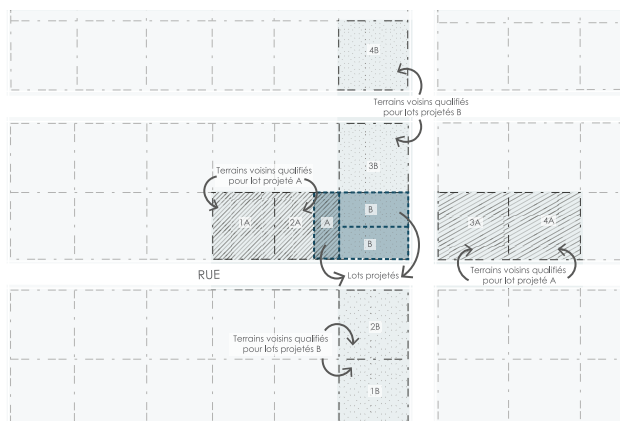 4B
Terrains voisins qualifiés
pour lots projetés B
3B
Terrains voisins qualifiés
pour lot projeté A
1A
2A
A
B
B
3A
4A
RUE
Lots projetés
Terrains voisins qualifiés
pour lot projeté A
2B
Terrains voisins qualifiés
pour lots projetés B
1B